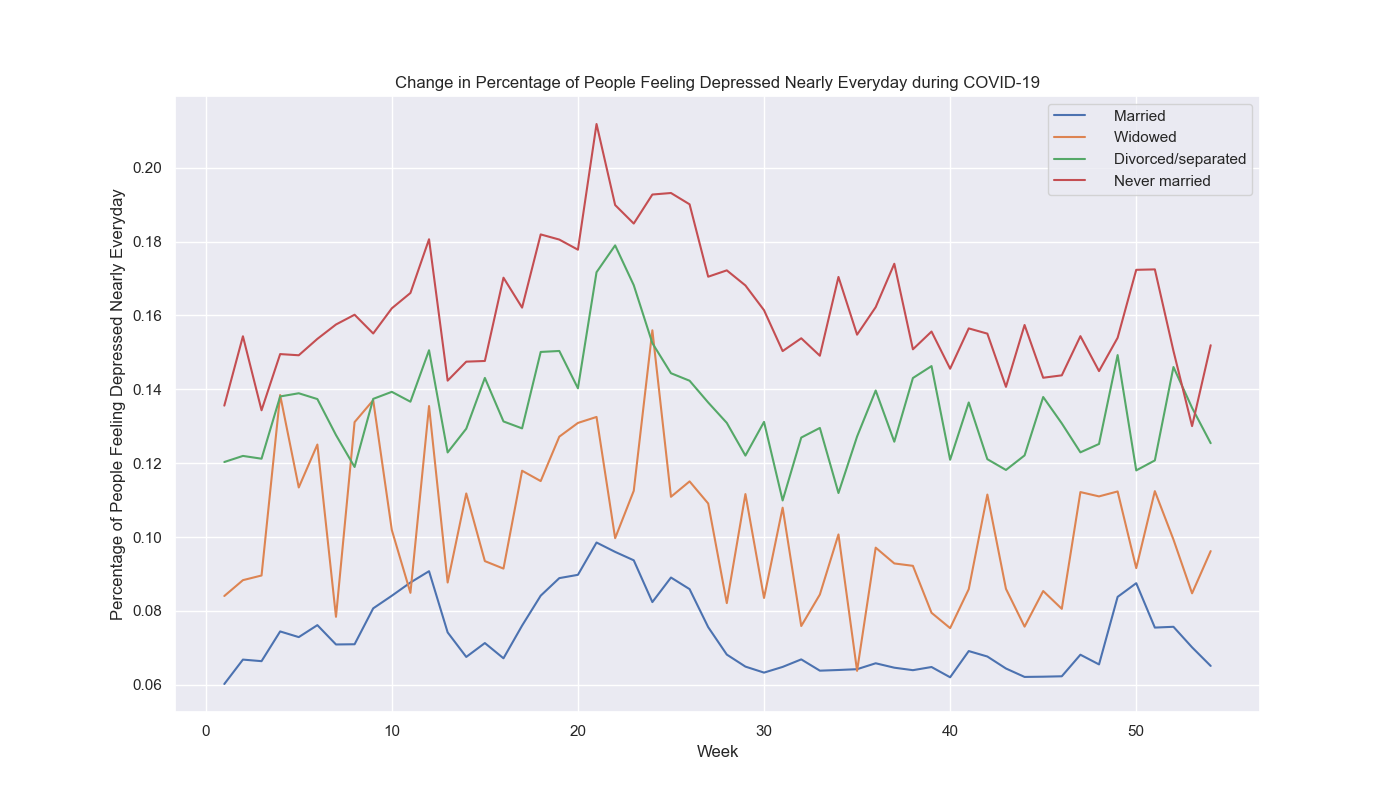 Change in Percentage of People Feeling Depressed Nearly Everyday during COVID-19
Married
Widowed
Divorced/separated
Never married
Percentage of People Feeling Depressed Nearly Everyday
0.20
0.18
0.16
0.14
0.12
0.10
0.08
0.06
0 10 20 30 40 50
Week